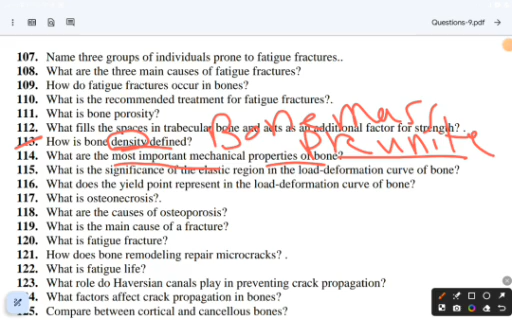 Questions-9.pdf
107. Name three groups of individuals prone to fatigue fractures..
108. What are the three main causes of fatigue fractures?
109. How do fatigue fractures occur in bones?
110. What is the recommended treatment for fatigue fractures?.
111. What is bone porosity?
Bone mass
112. What fills the spaces in trabecular bone and acts as an additional factor for strength? .
per unite
113. How is bone density defined?
114. What are the most important mechanical properties of bone?
115. What is the significance of the elastic region in the load-deformation curve of bone?
116. What does the yield point represent in the load-deformation curve of bone?
117. What is osteonecrosis?.
118. What are the causes of osteoporosis?
119. What is the main cause of a fracture?
120. What is fatigue fracture?
121. How does bone remodeling repair microcracks? .
122. What is fatigue life?
123. What role do Haversian canals play in preventing crack propagation?
4. What factors affect crack propagation in bones?
5. Compare between cortical and cancellous bones?